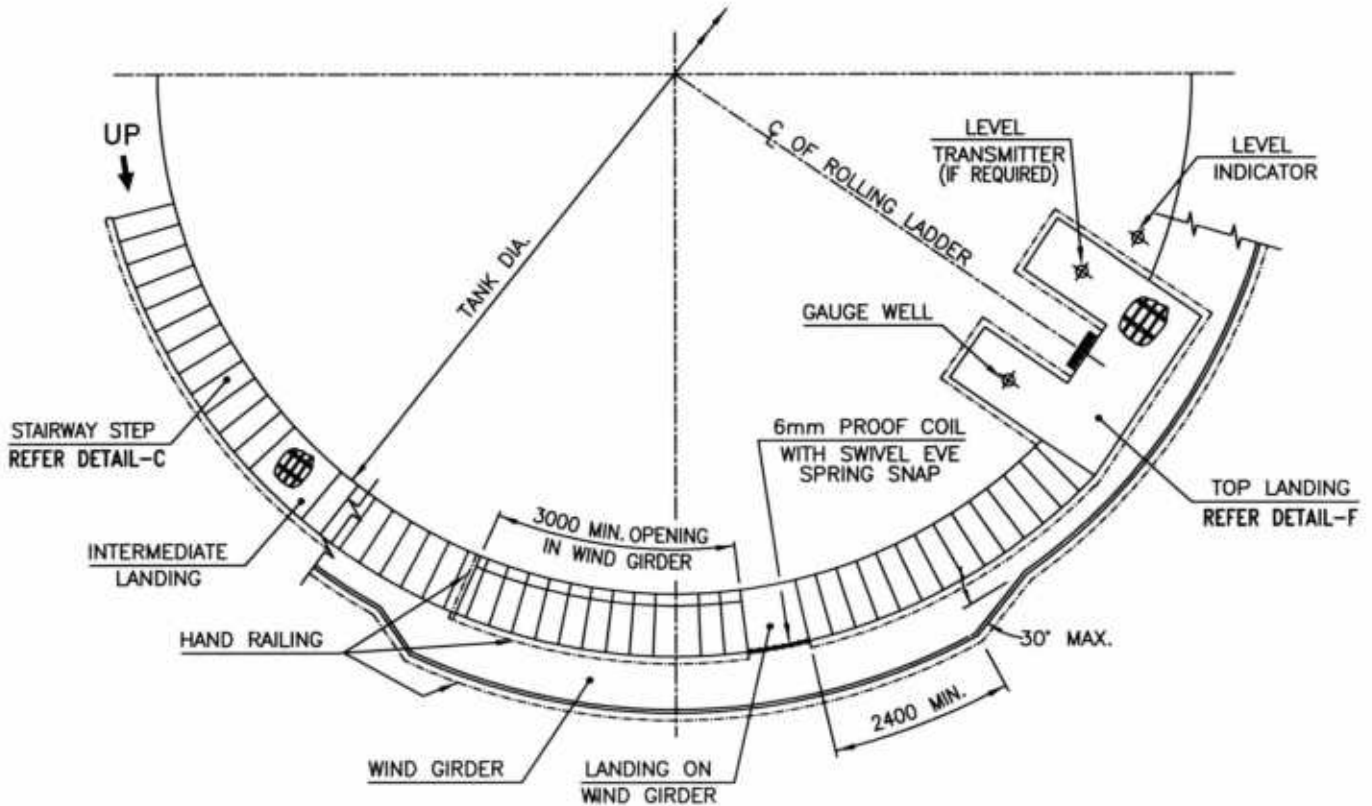 UP
℄ OF ROLLING LADDER
LEVEL
TRANSMITTER
(IF REQUIRED)
LEVEL
INDICATOR
TANK DIA.
GAUGE WELL
STAIRWAY STEP
REFER DETAIL-C
6mm PROOF COIL
WITH SWIVEL EVE
SPRING SNAP
TOP LANDING
REFER DETAIL-F
3000 MIN. OPENING
IN WIND GIRDER
INTERMEDIATE
LANDING
HAND RAILING
30° MAX.
2400 MIN.
WIND GIRDER
LANDING ON
WIND GIRDER